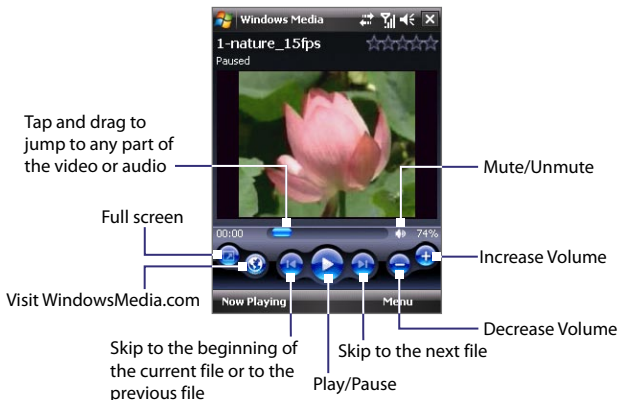 Windows Media
1-nature_15fps
Paused
Tap and drag to
jump to any part of
the video or audio
Mute/Unmute
Full screen
00:00
74%
Increase Volume
Visit WindowsMedia.com
Now Playing
Menu
Decrease Volume
Skip to the beginning of
the current file or to the
previous file
Skip to the next file
Play/Pause